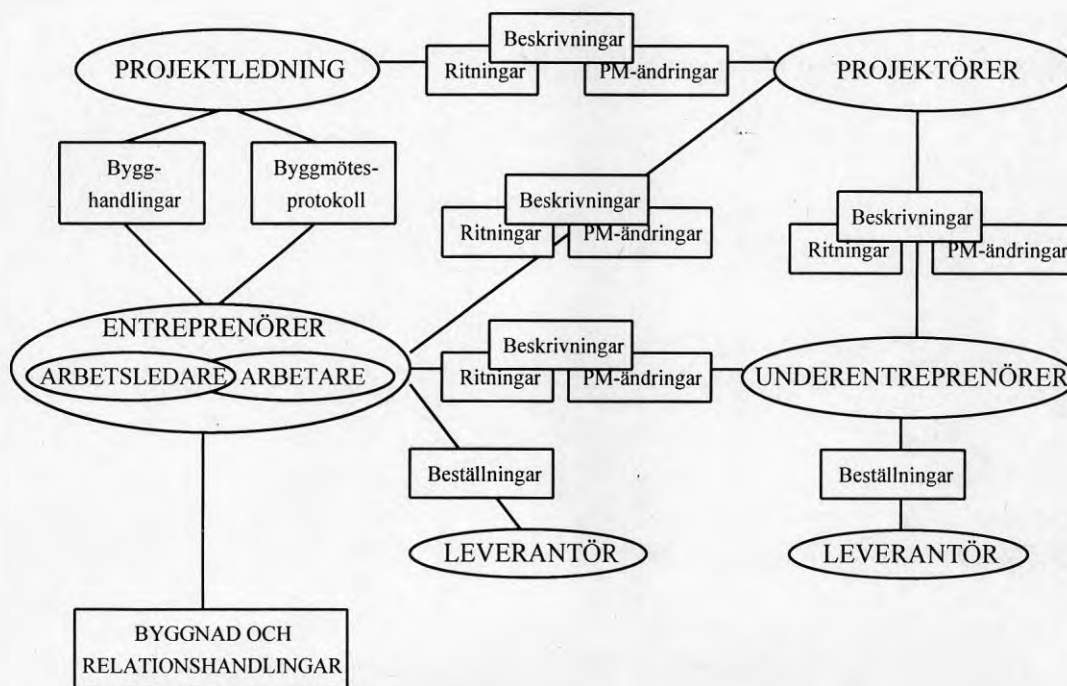 Beskrivningar
PROJEKTLEDNING
Ritningar
PM-ändringar
PROJEKTÖRER
Bygg-
handlingar
Byggmötes-
protokoll
Beskrivningar
Ritningar
PM-ändringar
Beskrivningar
Ritningar
PM-ändringar
ENTREPRENÖRER
ARBETSLEDARE
ARBETARE
Beskrivningar
Ritningar
PM-ändringar
UNDERENTREPRENÖRER
Beställningar
Beställningar
LEVERANTÖR
LEVERANTÖR
BYGGNAD OCH
RELATIONSHANDLINGAR